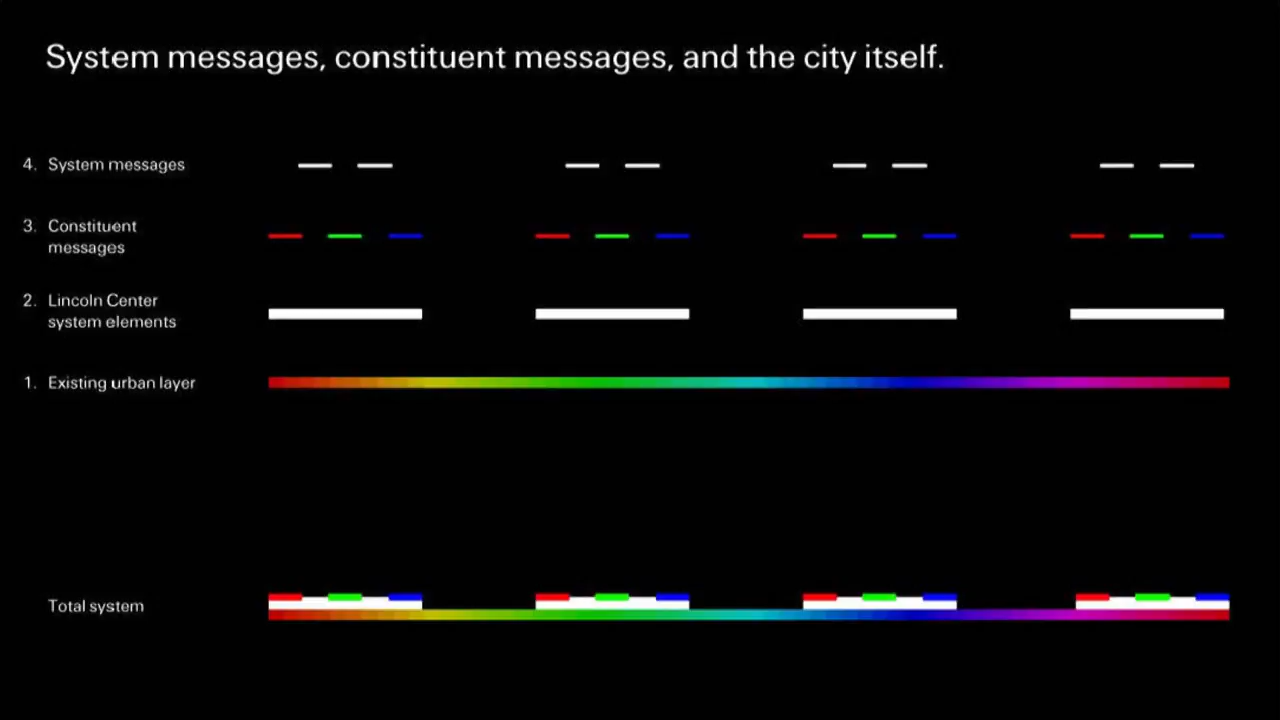 System messages, constituent messages, and the city itself.
4. System messages
3. Constituent
messages
2. Lincoln Center
system elements
1. Existing urban layer
Total system